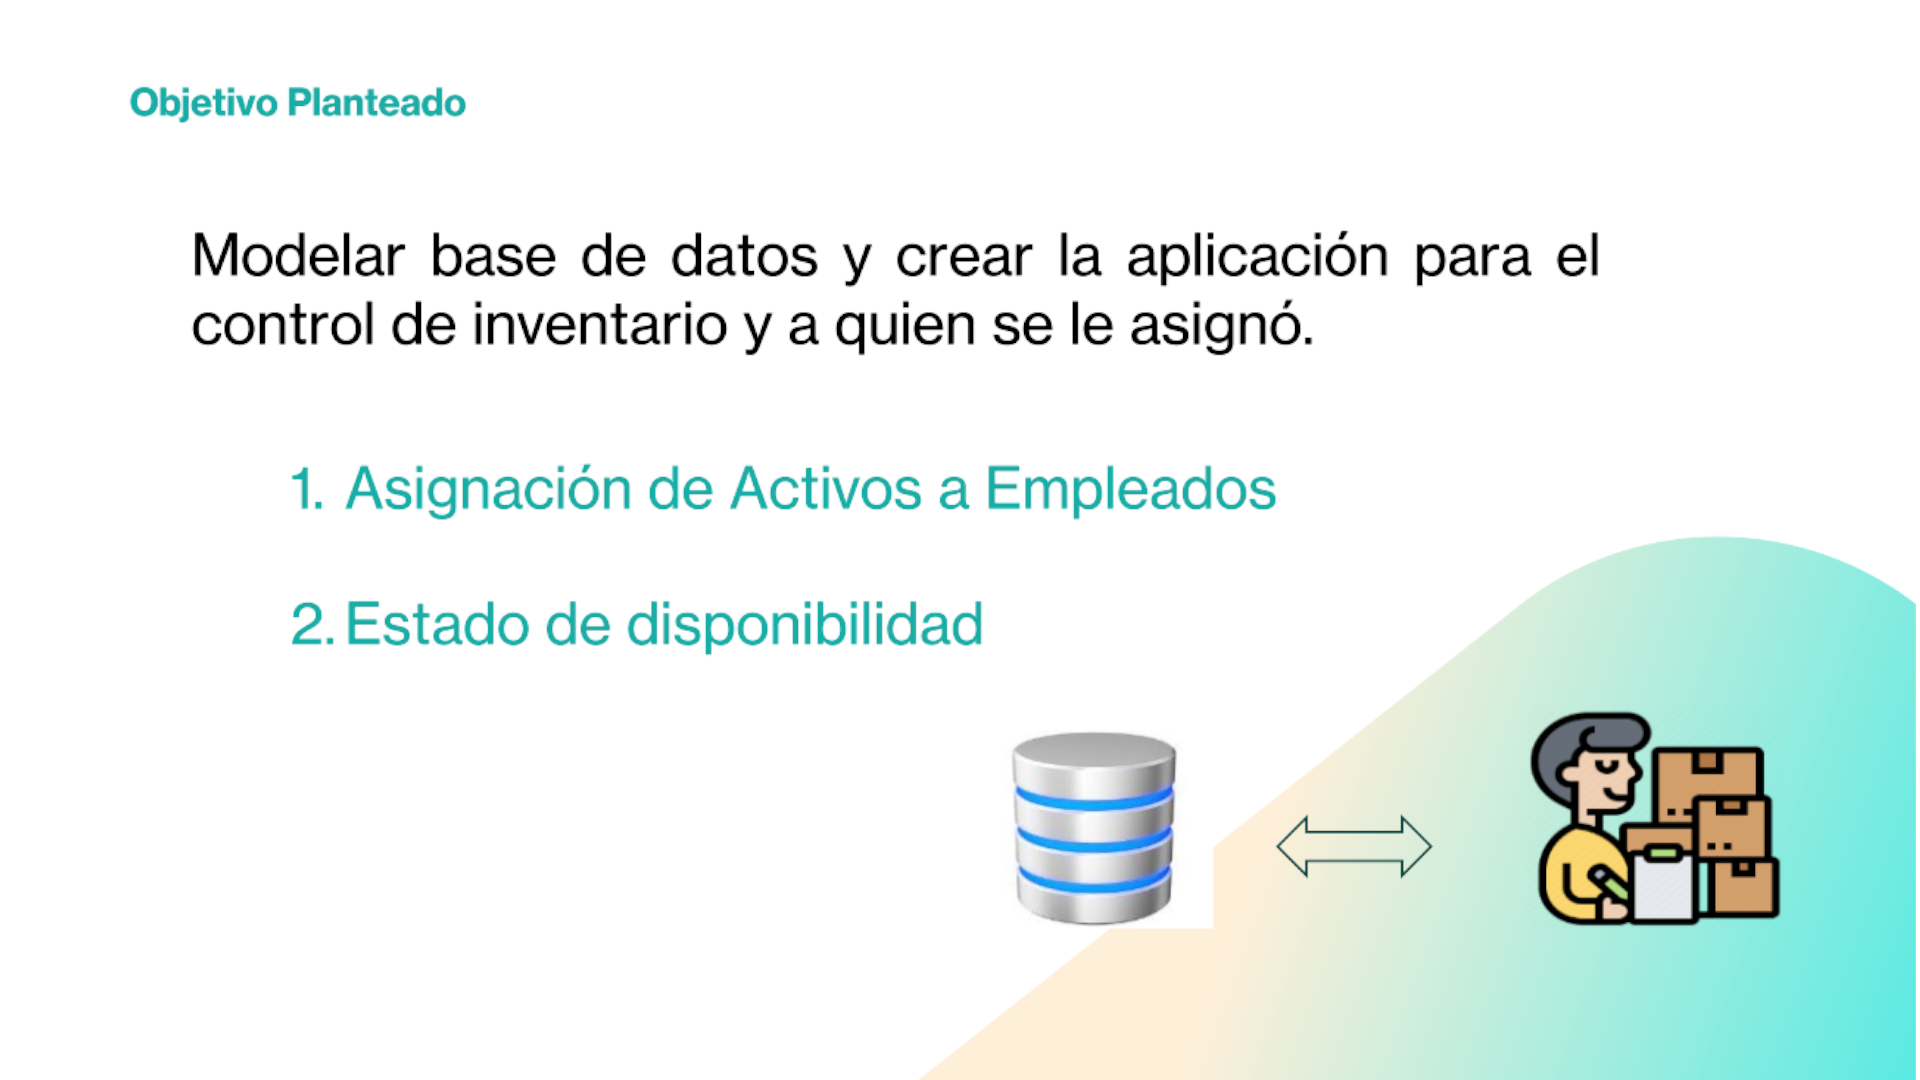 Objetivo Planteado
Modelar base de datos y crear la aplicación para el
control de inventario y a quien se le asignó.
1. Asignación de Activos a Empleados
2. Estado de disponibilidad